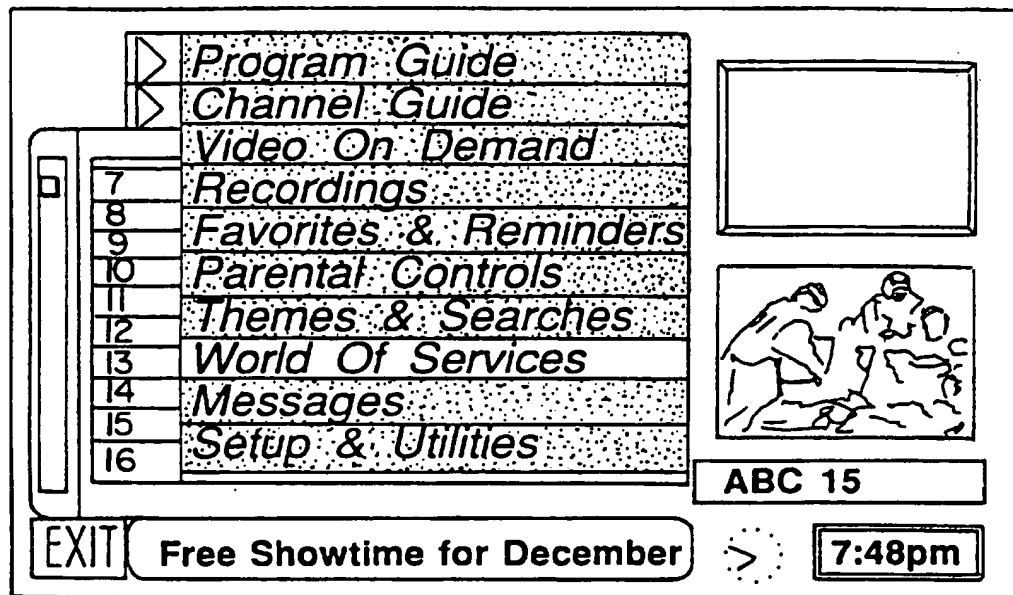 Program Guide
Channel Guide
Video On Demand
7
Recordings
8
Favorites & Reminders
9
10
Parental Controls
11
Themes & Searches
12
13
World Of Services
14
Messages
15
Setup & Utilities
16
ABC 15
EXIT
Free Showtime for December
7:48pm